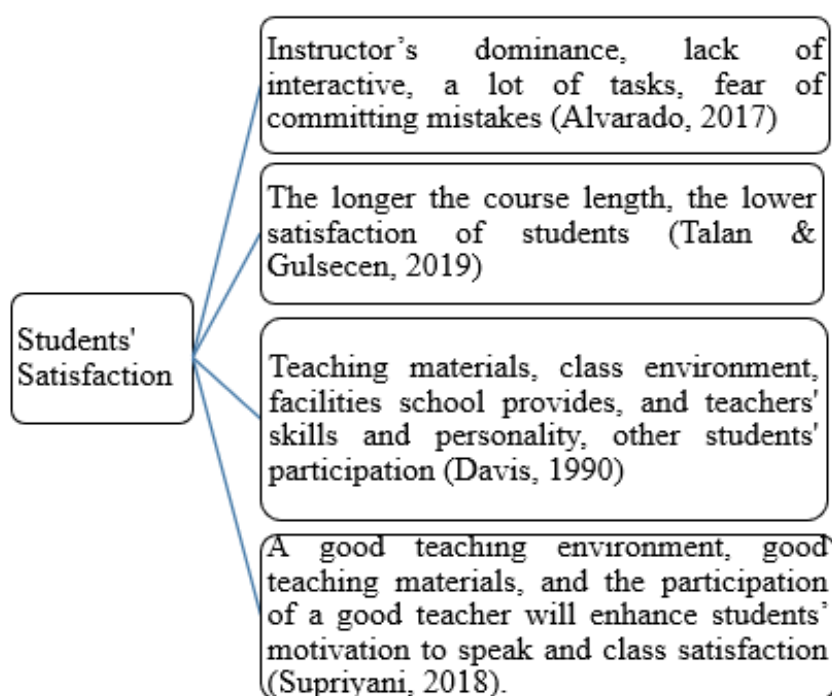 Instructor’s dominance, lack of
interactive, a lot of tasks, fear of
committing mistakes (Alvarado, 2017)
The longer the course length, the lower
satisfaction of students (Talan &
Gulsecen, 2019)
Students'
Satisfaction
Teaching materials, class environment,
facilities school provides, and teachers'
skills and personality, other students'
participation (Davis, 1990)
A good teaching environment, good
teaching materials, and the participation
of a good teacher will enhance students’
motivation to speak and class satisfaction
(Supriyani, 2018).